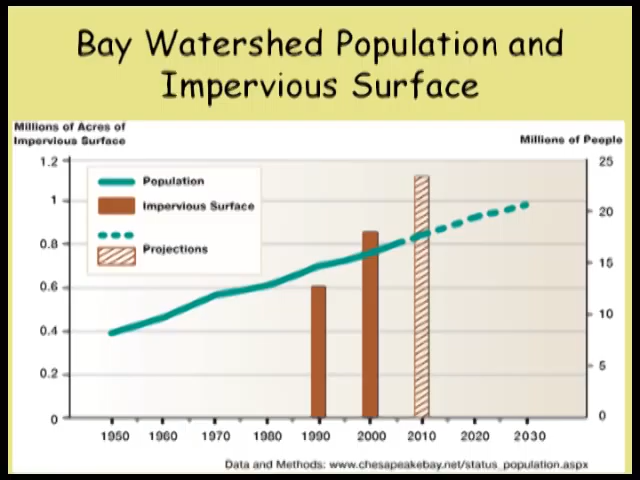 Bay Watershed Population and
Impervious Surface
Millions of Acres of
Impervious Surface
Millions of People
1.2
1
0.8
0.6
0.4
0.2
0
Population
Impervious Surface
Projections
25
20
15
10
5
0
1950 1960 1970 1980 1990 2000 2010 2020 2030
Data and Methods: www.chesapeakebay.net/status_population.aspx